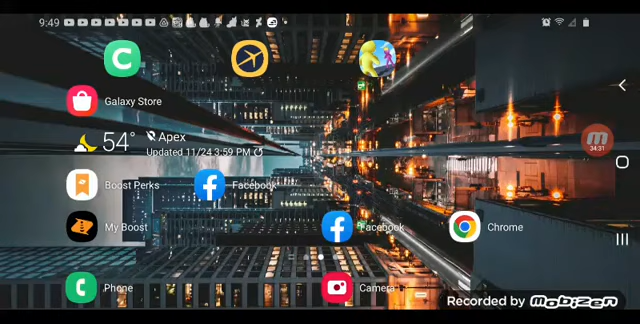 9:49
C
Galaxy Store
54° Apex
Updated 11/24 3:59 PM
M
34:31
Boost Perks
Facebook
My Boost
Facebook
Chrome
Phone
Camera
Recorded by mobizen